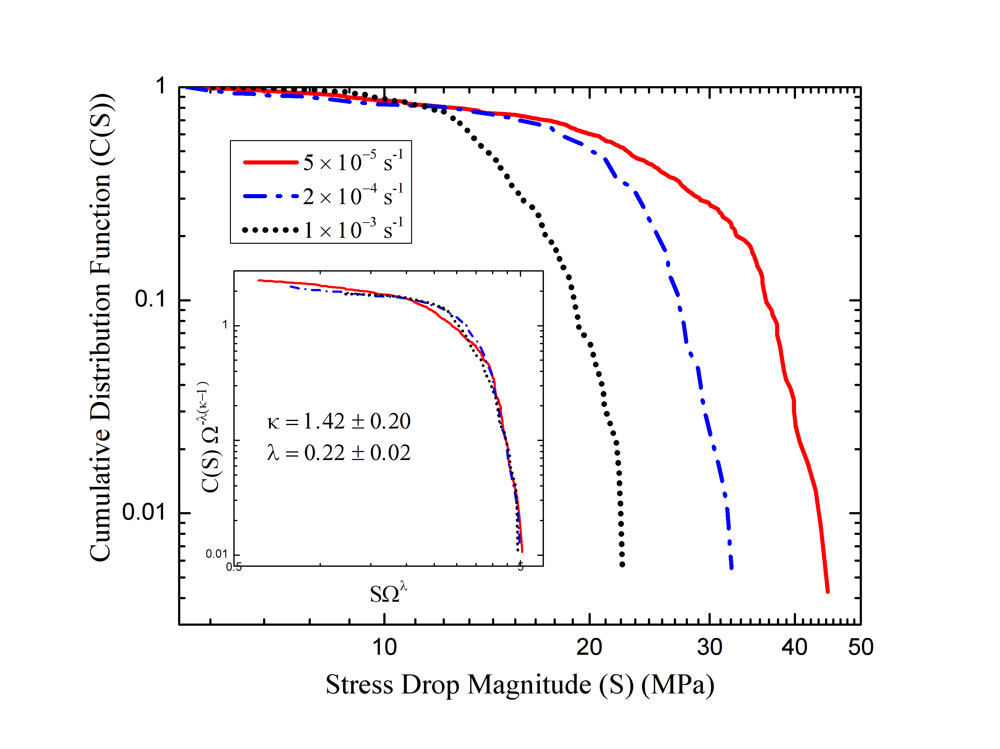 Cumulative Distribution Function (C(S))
1
0.1
0.01
5 × 10⁻⁵ s⁻¹
2 × 10⁻⁴ s⁻¹
1 × 10⁻³ s⁻¹
C(S) Ω^-λ(κ−1)
1
0.01
κ = 1.42 ± 0.20
λ = 0.22 ± 0.02
0.5 5
SΩ^λ
10 20 30 40 50
Stress Drop Magnitude (S) (MPa)